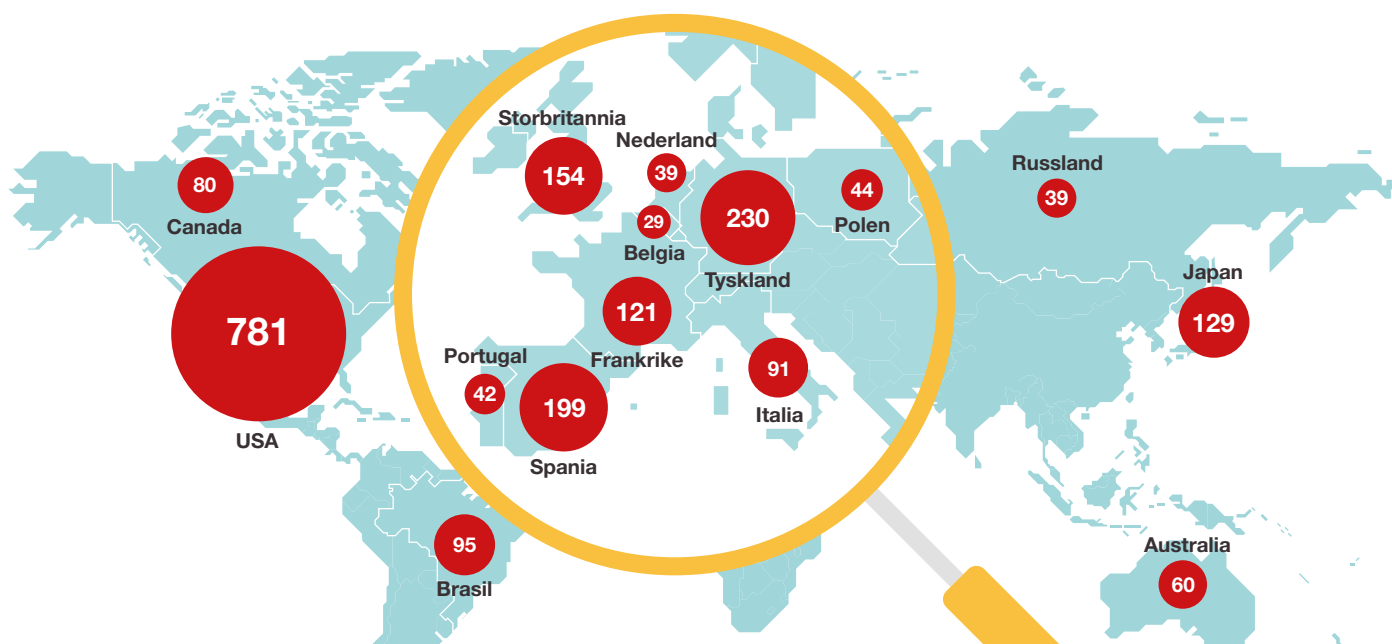 80
Canada
781
USA
95
Brasil
Storbritannia
154
Nederland
39
29
Belgia
230
Tyskland
44
Polen
121
Frankrike
Portugal
42
199
Spania
91
Italia
Russland
39
Japan
129
Australia
60